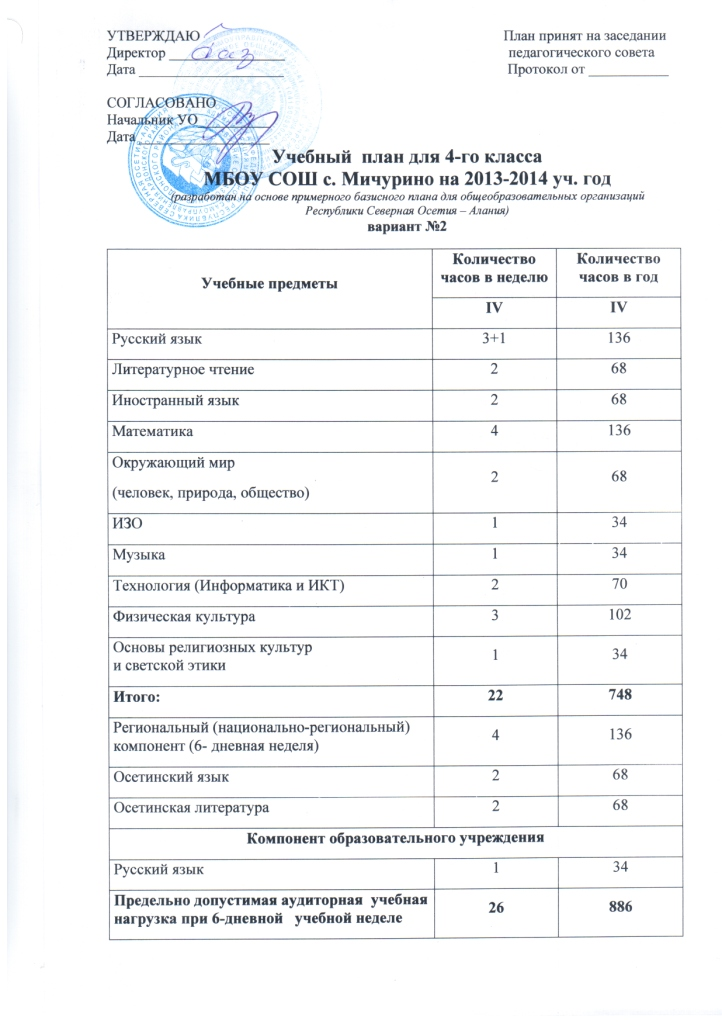 УТВЕРЖДАЮ План принят на заседании
Директор _______________ педагогического совета
Дата ___________________ Протокол от ___________
СОГЛАСОВАНО
Начальник УО
Дата
Учебный план для 4-го класса
МБОУ СОШ с. Мичурино на 2013-2014 уч. год
(разработан на основе примерного базисного плана для общеобразовательных организаций
Республики Северная Осетия – Алания)
вариант №2
Учебные предметы
Количество
часов в неделю
Количество
часов в год
IV IV
Русский язык 3+1 136
Литературное чтение 2 68
Иностранный язык 2 68
Математика 4 136
Окружающий мир
(человек, природа, общество) 2 68
ИЗО 1 34
Музыка 1 34
Технология (Информатика и ИКТ) 2 70
Физическая культура 3 102
Основы религиозных культур
и светской этики 1 34
Итого: 22 748
Региональный (национально-региональный)
компонент (6- дневная неделя) 4 136
Осетинский язык 2 68
Осетинская литература 2 68
Компонент образовательного учреждения
Русский язык 1 34
Предельно допустимая аудиторная учебная
нагрузка при 6-дневной учебной неделе 26 886